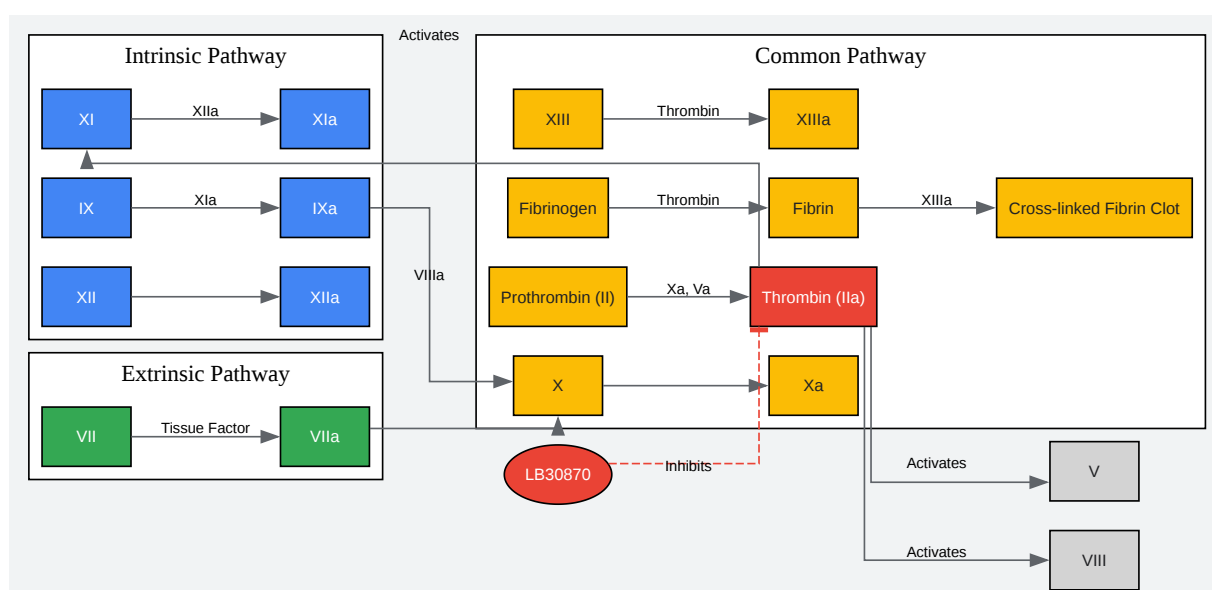 Activates
Intrinsic Pathway
XI
XIIa
XIa
IX
XIa
IXa
XII
XIIa
VIIIa
Extrinsic Pathway
VII
Tissue Factor
VIIa
Common Pathway
XIII
Thrombin
XIIIa
Fibrinogen
Thrombin
Fibrin
XIIIa
Cross-linked Fibrin Clot
Prothrombin (II)
Xa, Va
Thrombin (IIa)
X
Xa
LB30870
Inhibits
Activates
V
Activates
VIII